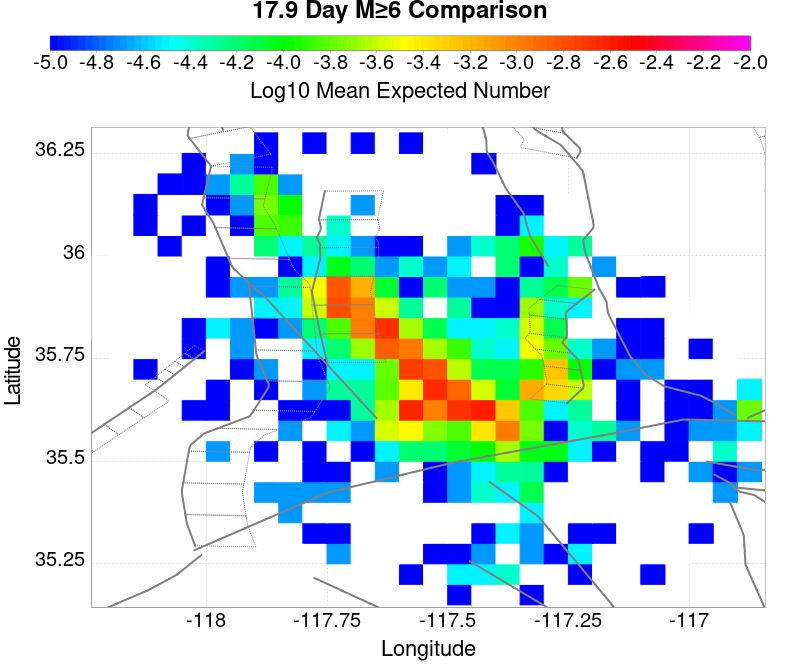 17.9 Day M≥6 Comparison
-5.0 -4.8 -4.6 -4.4 -4.2 -4.0 -3.8 -3.6 -3.4 -3.2 -3.0 -2.8 -2.6 -2.4 -2.2 -2.0
Log10 Mean Expected Number
36.25
36
35.75
35.5
35.25
Latitude
-118 -117.75 -117.5 -117.25 -117
Longitude